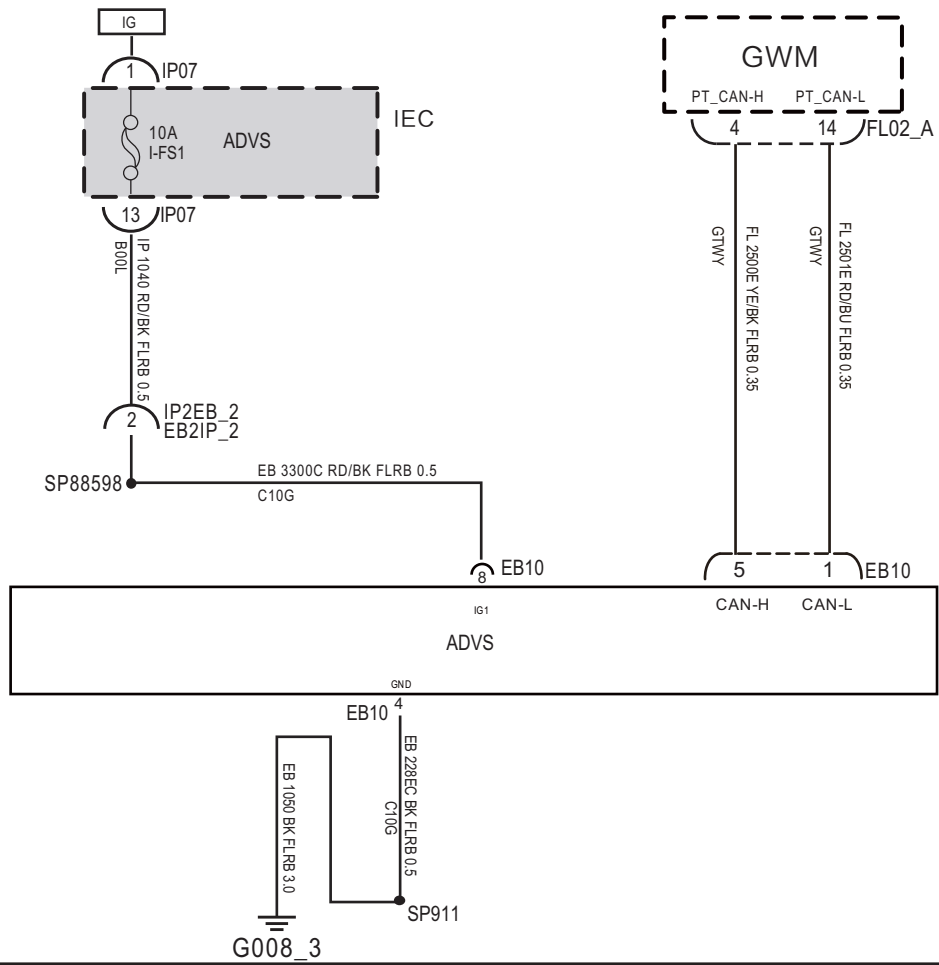 IG
1 IP07
10A
I-FS1
ADVS
IEC
13 IP07
IP 1040 RD/BK FLRB 0.5
B00L
2
IP2EB_2
EB2IP_2
SP88598
EB 3300C RD/BK FLRB 0.5
C10G
8 EB10
GWM
PT_CAN-H PT_CAN-L
4 14 FL02_A
FL 2500E YE/BK FLRB 0.35
GTWY
FL 2501E RD/BU FLRB 0.35
GTWY
5 1 EB10
CAN-H CAN-L
IG1
ADVS
GND
EB10 4
EB 228EC BK FLRB 0.5
C10G
EB 1050 BK FLRB 3.0
SP911
G008_3